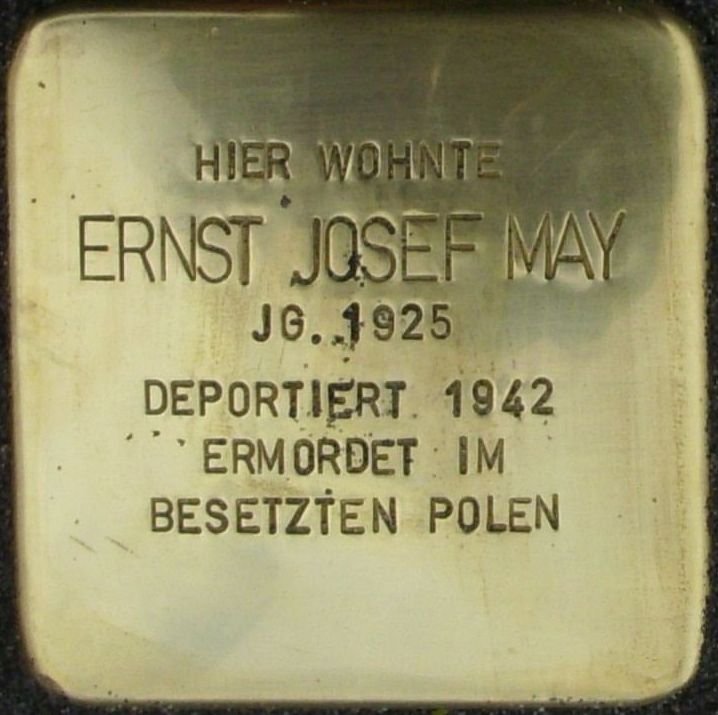 HIER WOHNTE
ERNST JOSEF MAY
JG. 1925
DEPORTIERT 1942
ERMORDET IM
BESETZTEN POLEN